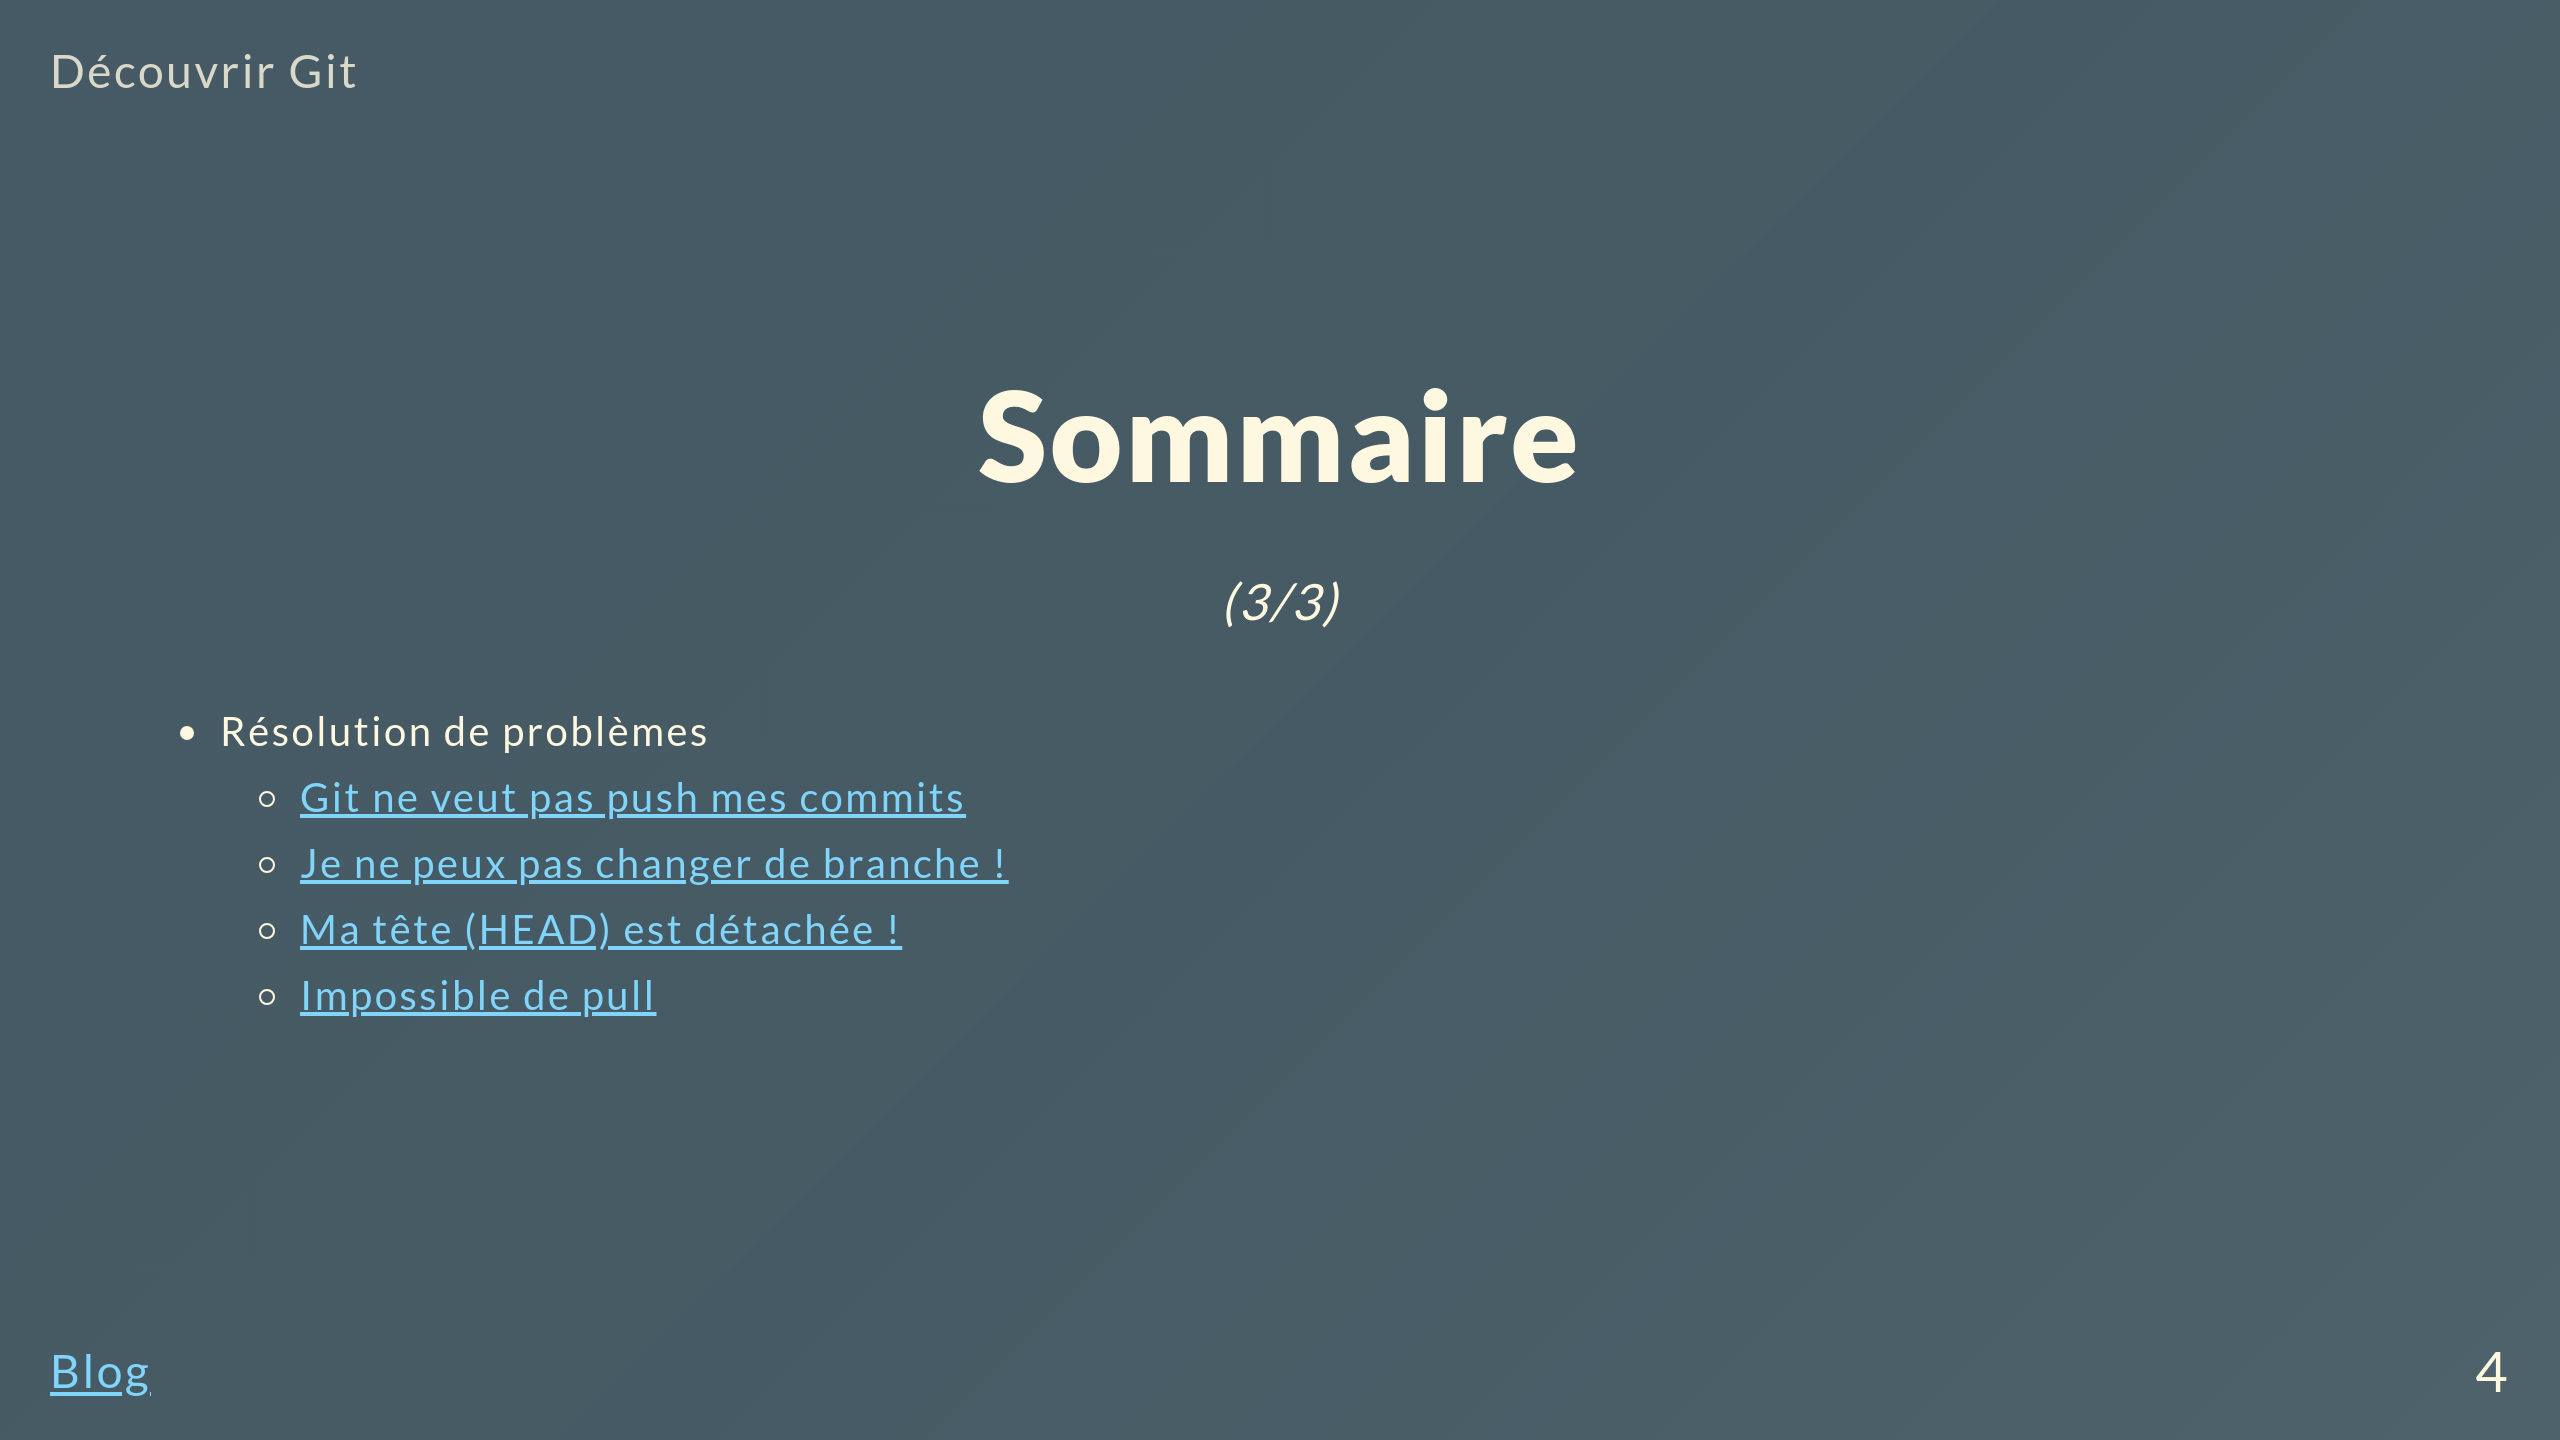 Découvrir Git
Sommaire
(3/3)
Résolution de problèmes
Git ne veut pas push mes commits
Je ne peux pas changer de branche !
Ma tête (HEAD) est détachée !
Impossible de pull
Blog
4